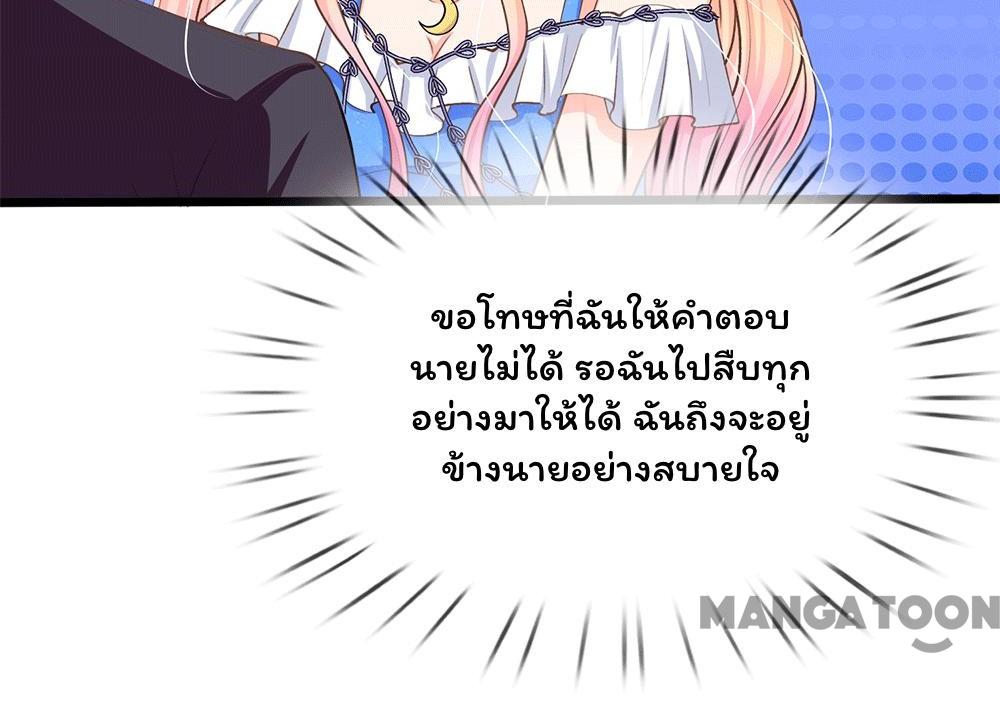 ขอโทษที่ฉันให้คำตอบ
นายไม่ได้ รอฉันไปสืบทุก
อย่างมาให้ได้ ฉันถึงจะอยู่
ข้างนายอย่างสบายใจ
MANGATOON